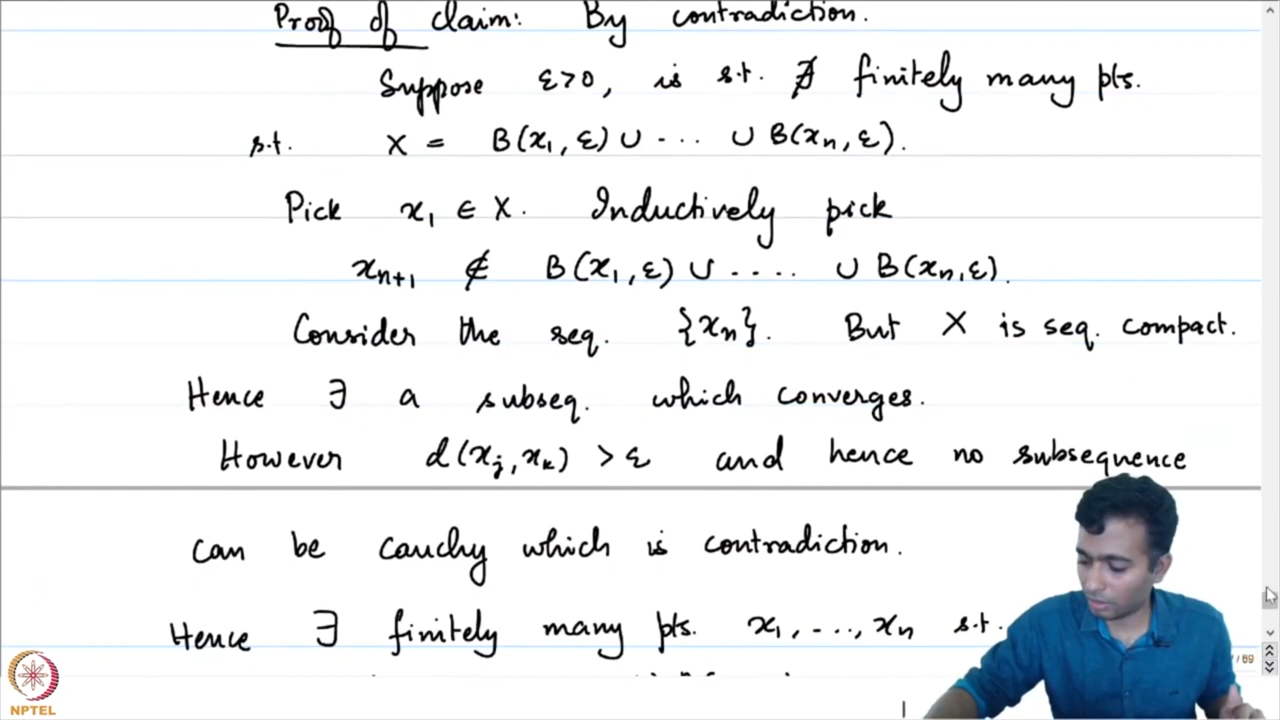 Proof of claim: By contradiction.
Suppose ε>0, is s.t. ∄ finitely many pts.
s.t. X = B(x₁, ε) ∪ ... ∪ B(xₙ, ε).
Pick x₁ ∈ X. Inductively pick
xₙ₊₁ ∉ B(x₁, ε) ∪ .... ∪ B(xₙ, ε).
Consider the seq. {xₙ}. But X is seq. compact.
Hence ∃ a subseq. which converges.
However d(xⱼ, xₖ) > ε and hence no subsequence
can be cauchy which is contradiction.
Hence ∃ finitely many pts. x₁, ..., xₙ s.t.
/ 69
NPTEL